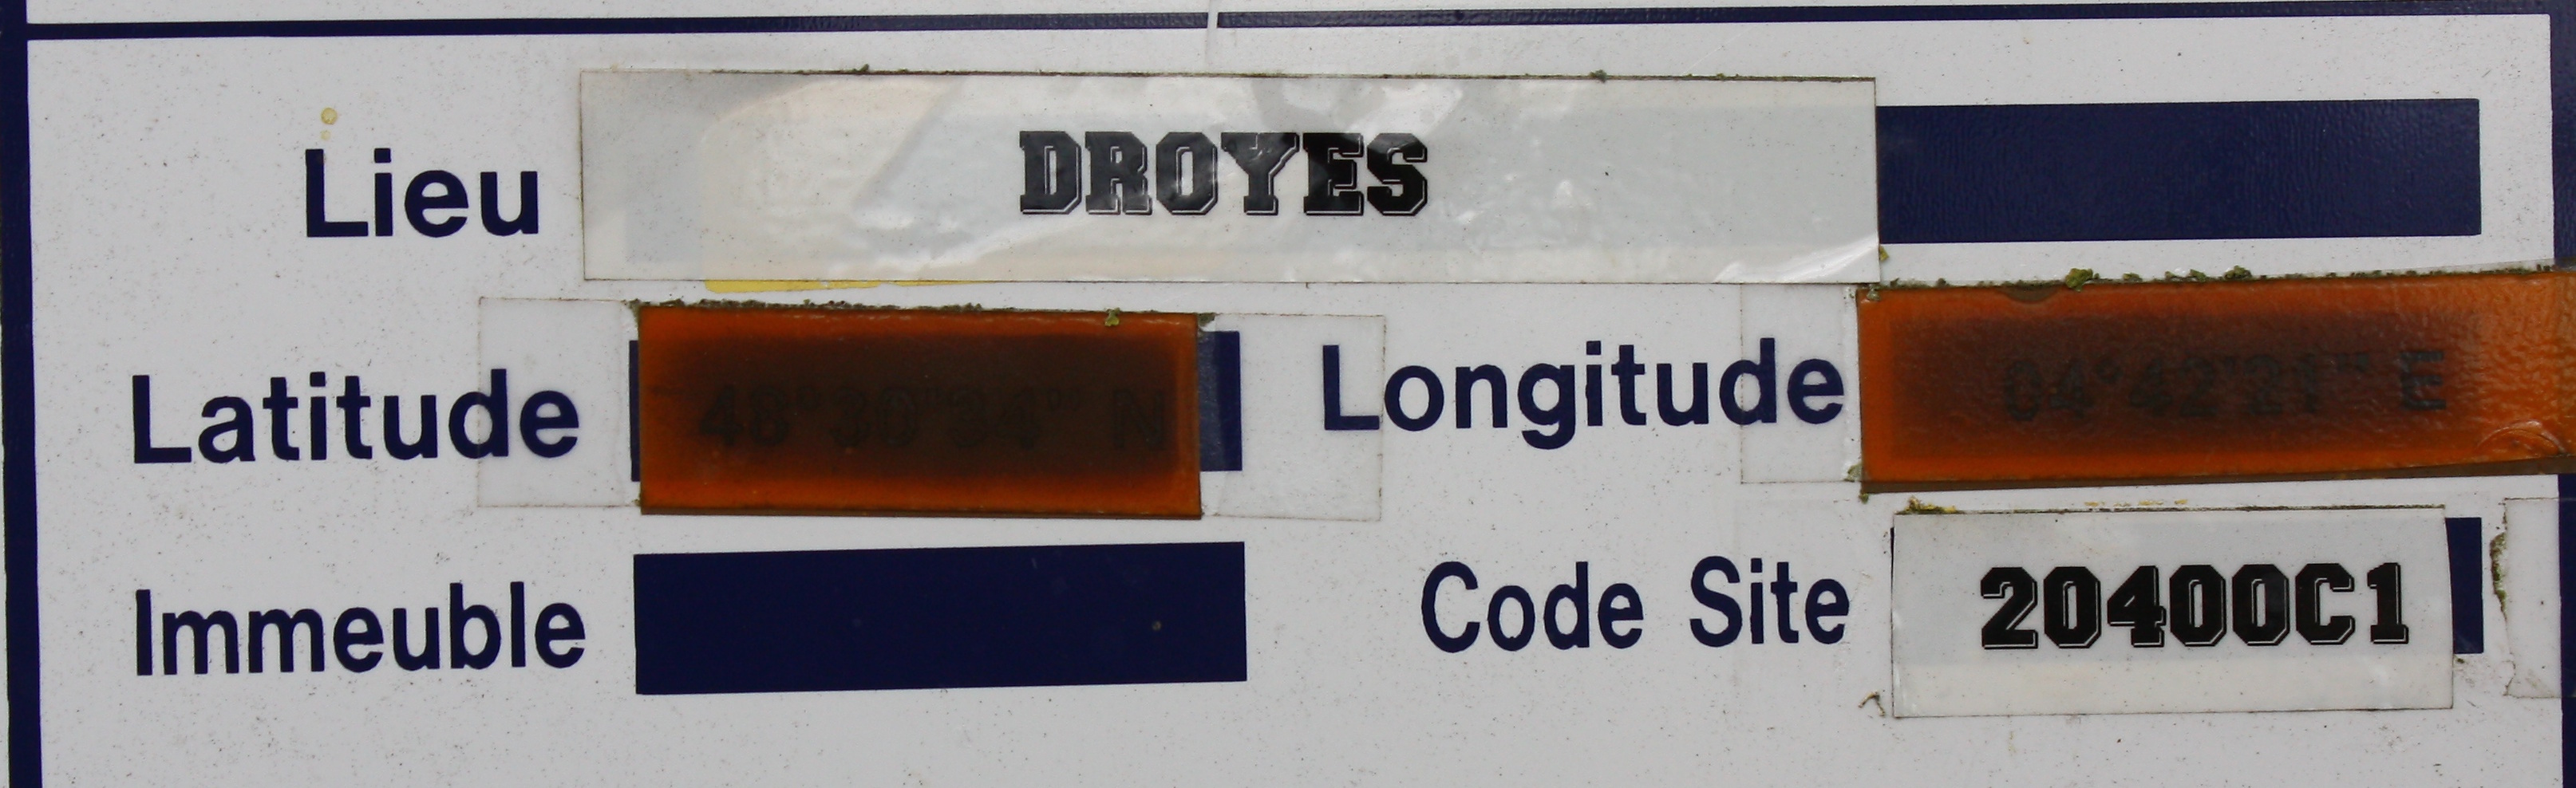 Lieu DROYES
Latitude 48°30'34" N Longitude 04°42'21" E
Immeuble Code Site 20400C1